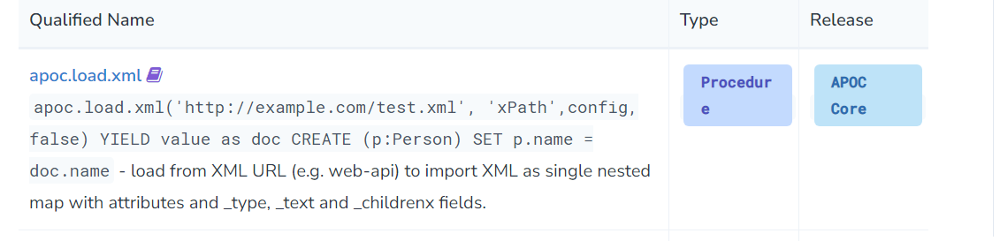 Qualified Name Type Release
apoc.load.xml
apoc.load.xml('http://example.com/test.xml', 'xPath',config,
false) YIELD value as doc CREATE (p:Person) SET p.name =
doc.name - load from XML URL (e.g. web-api) to import XML as single nested
map with attributes and _type, _text and _childrenx fields.
Procedur
e
APOC
Core